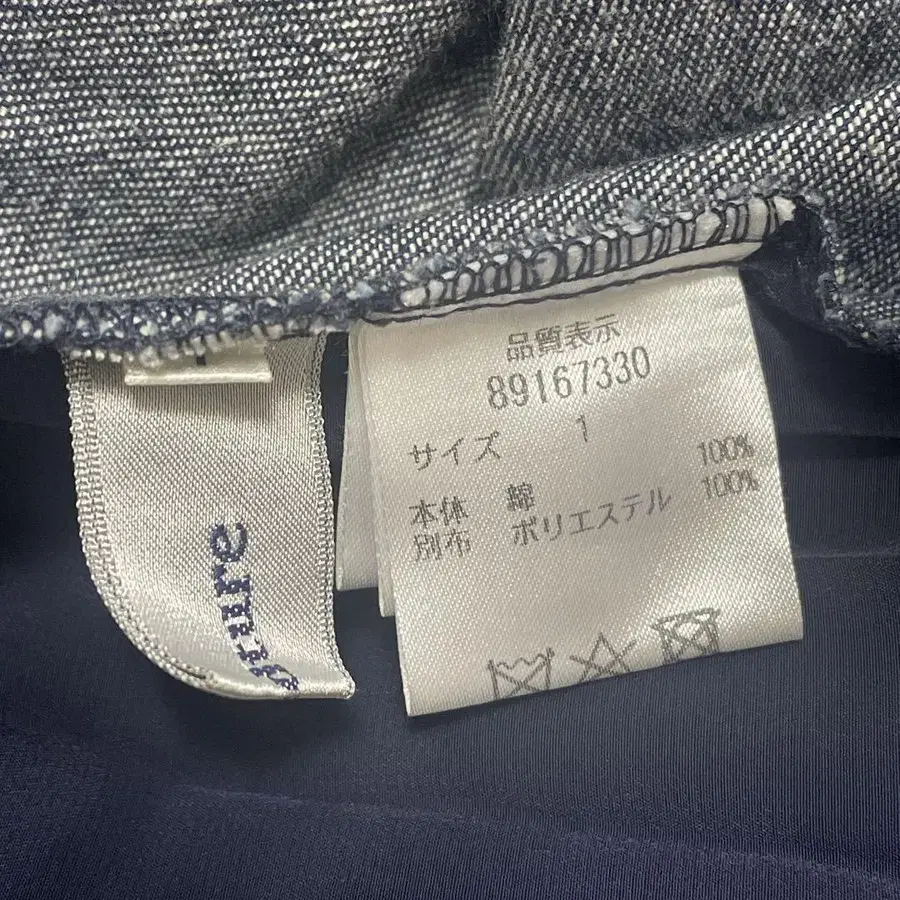 品質表示
89167330
サイズ 1
本体 綿 100%
別布 ポリエステル 100%